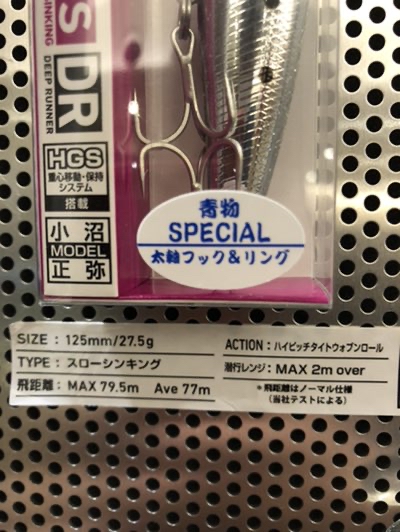 S DR
SINKING DEEP RUNNER
HGS
重心移動・保持
システム
搭載
小沼
MODEL
正弥
青物
SPECIAL
太軸フック&リング
SIZE : 125mm/27.5g
TYPE : スローシンキング
飛距離 : MAX 79.5m Ave 77m
ACTION : ハイピッチタイトウォブンロール
潜行レンジ : MAX 2m over
*飛距離はノーマル仕様
(当社テストによる)